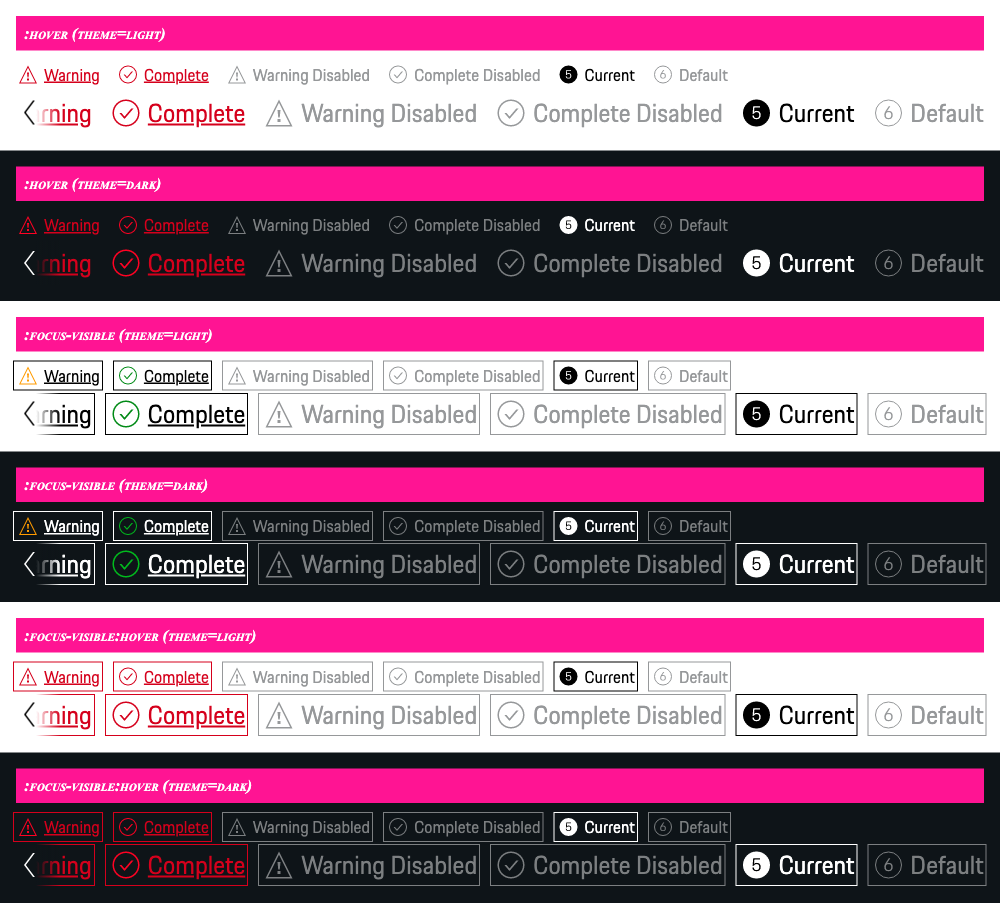 :HOVER (THEME=LIGHT)
Warning Complete Warning Disabled Complete Disabled 5 Current 6 Default
rning Complete Warning Disabled Complete Disabled 5 Current 6 Default
:HOVER (THEME=DARK)
Warning Complete Warning Disabled Complete Disabled 5 Current 6 Default
rning Complete Warning Disabled Complete Disabled 5 Current 6 Default
:FOCUS-VISIBLE (THEME=LIGHT)
Warning Complete Warning Disabled Complete Disabled 5 Current 6 Default
rning Complete Warning Disabled Complete Disabled 5 Current 6 Default
:FOCUS-VISIBLE (THEME=DARK)
Warning Complete Warning Disabled Complete Disabled 5 Current 6 Default
rning Complete Warning Disabled Complete Disabled 5 Current 6 Default
:FOCUS-VISIBLE:HOVER (THEME=LIGHT)
Warning Complete Warning Disabled Complete Disabled 5 Current 6 Default
rning Complete Warning Disabled Complete Disabled 5 Current 6 Default
:FOCUS-VISIBLE:HOVER (THEME=DARK)
Warning Complete Warning Disabled Complete Disabled 5 Current 6 Default
rning Complete Warning Disabled Complete Disabled 5 Current 6 Default